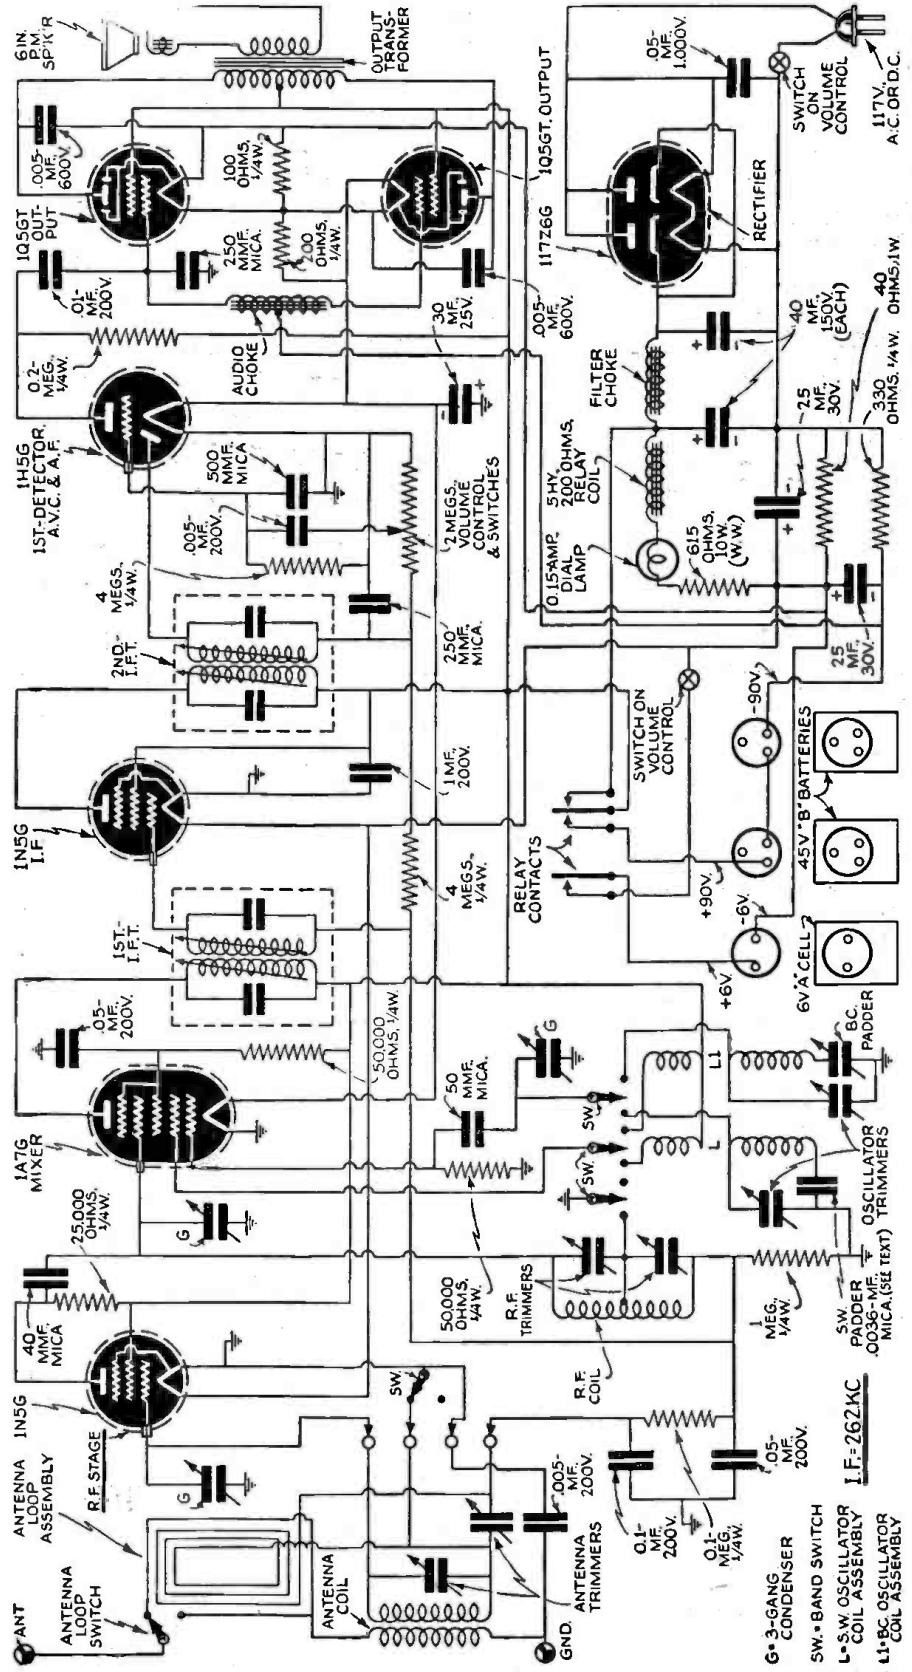 ANT
ANTENNA
LOOP
SWITCH
ANTENNA
LOOP
ASSEMBLY
1N5G
R.F. STAGE
40
MMF.
MICA
25,000
OHMS,
1/4W.
1A7G
MIXER
.05-
MF.,
200V.
1ST.-
I.F.T.
1N5G
I.F.
2ND-
I.F.T.
4
MEGS.,
1/4W.
1H5G
1ST.-DETECTOR,
A.V.C. & A.F.
0.2-
MEG.,
1/4W.
.01-
MF.,
200V.
1Q5GT
OUT-
PUT
.005-
MF.,
600V.
6 IN.
P.M.
SP'K'R
G
G
50,000
OHMS, 1/4W.
1 MF.,
200V.
.005-
MF.,
200V.
500
MMF.
MICA
250
MMF.
MICA.
AUDIO
CHOKE
100
OHMS,
1/4W.
200
OHMS,
1/4W.
OUTPUT
TRANS-
FORMER
ANTENNA
COIL
SW.
50
MMF.
MICA.
G
4
MEGS.,
1/4W.
250
MMF.
MICA.
2 MEGS.,
VOLUME
CONTROL
& SWITCHES
30
MF.,
25V.
-
+
.005-
MF.,
600V.
1Q5GT. OUTPUT
50,000
OHMS,
1/4W.
R.F.
TRIMMERS
SW.
SW.
RELAY
CONTACTS
5 HY.,
200 OHMS,
RELAY
COIL
FILTER
CHOKE
117Z6G
.05-
MF.,
1,000V.
GND.
ANTENNA
TRIMMERS
.005-
MF.,
200V.
R.F.
COIL
L
L1
0.15-AMP.
DIAL
LAMP
SWITCH ON
VOLUME
CONTROL
615
OHMS,
10W.
(W.W.)
+
-
+
-
RECTIFIER
SWITCH
ON
VOLUME
CONTROL
0.1-
MF.,
200V.
0.1-
MEG.,
1/4W.
.05-
MF.,
200V.
1
MEG.,
1/4W.
S.W.
PADDER
.0036-MF.
MICA. (SEE TEXT)
OSCILLATOR
TRIMMERS
B.C.
PADDER
+6V.
-6V.
+90V.
-90V.
+
-
25
MF.,
30V.
+
-
25
MF.,
30V.
40
MF.,
150V.
(EACH)
40
OHMS, 1W.
330
OHMS, 1/4W.
117V.,
A.C. OR D.C.
G = 3-GANG
CONDENSER
SW. = BAND SWITCH
L = S.W. OSCILLATOR
COIL ASSEMBLY
L1 = B.C. OSCILLATOR
COIL ASSEMBLY
I.F. = 262 KC
6V "A" CELL
45V "B" BATTERIES